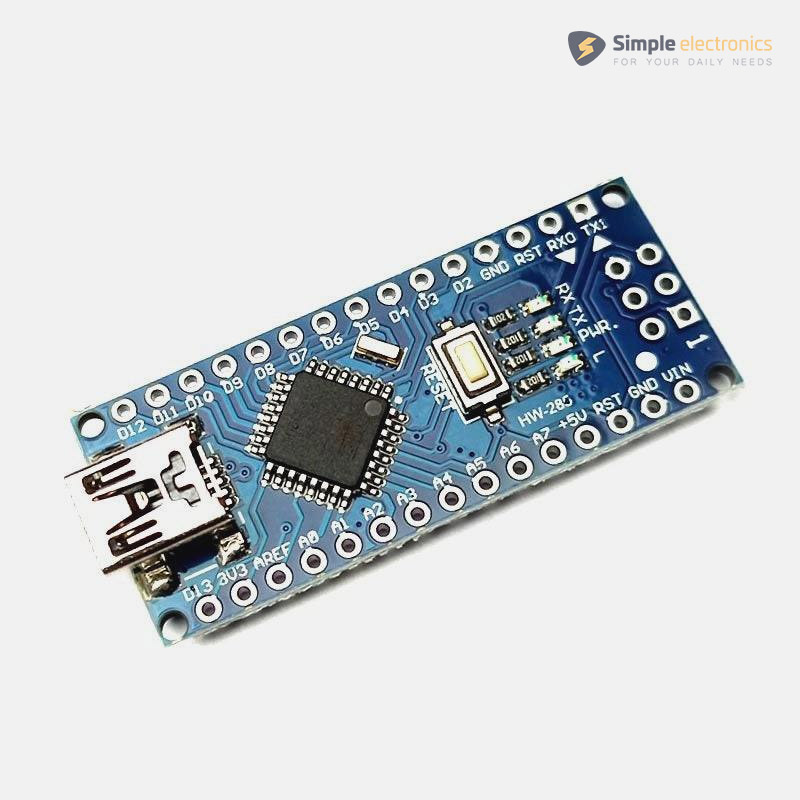 Simple electronics
FOR YOUR DAILY NEEDS
D12 D11 D10 D9 D8 D7 D6 D5 D4 D3 D2 GND RST RX0 TX1
RX
TX
PWR.
L
RESET
1
HW-28
D13 3V3 AREF A0 A1 A2 A3 A4 A5 A6 A7 +5V RST GND VIN